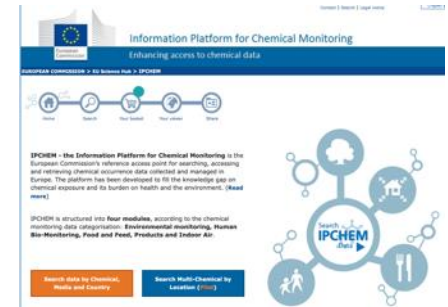 Contact | Search | Legal notice
Information Platform for Chemical Monitoring
Enhancing access to chemical data
European
Commission
EUROPEAN COMMISSION > EU Science Hub > IPCHEM
Home Search Your basket Your values Share
IPCHEM - the Information Platform for Chemical Monitoring is the
European Commission's reference access point for searching, accessing
and retrieving chemical occurrence data collected and managed in
Europe. The platform has been developed to fill the knowledge gap on
chemical exposure and its burden on health and the environment. (Read
more)
IPCHEM is structured into four modules, according to the chemical
monitoring data categorisation: Environmental monitoring, Human
Bio-Monitoring, Food and Feed, Products and Indoor Air.
Search
IPCHEM
data
Search data by Chemical,
Media and Country
Search Multi-Chemical by
Location (Pilot)